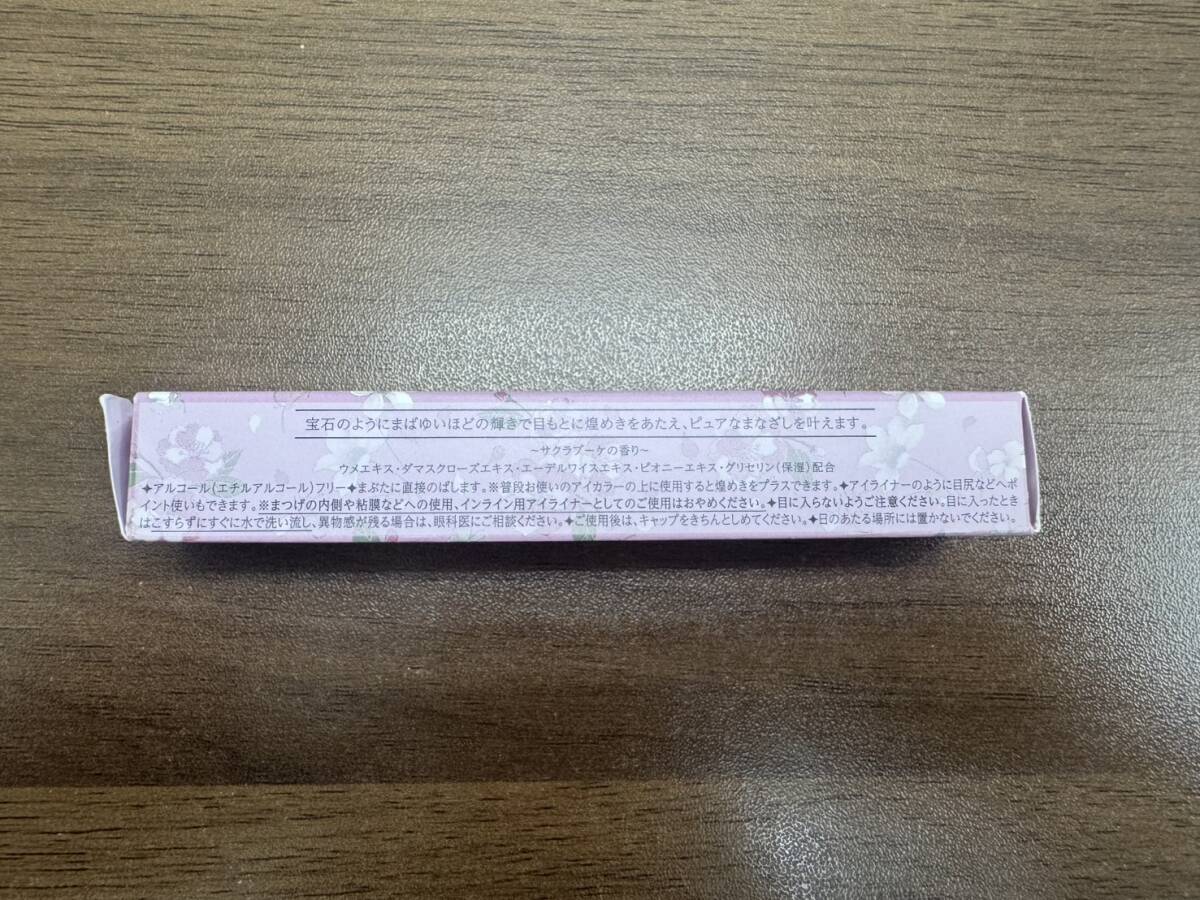 宝石のようにまばゆいほどの輝きで目もとに煌めきをあたえ、ピュアなまなざしを叶えます。
～サクラブーケの香り～
ウメエキス・ダマスクローズエキス・エーデルワイスエキス・ピオニーエキス・グリセリン(保湿)配合
✦アルコール(エチルアルコール)フリー✦まぶたに直接のばします。※普段お使いのアイカラーの上に使用すると煌めきをプラスできます。✦アイライナーのように目尻などへポ
イント使いもできます。※まつげの内側や粘膜などへの使用、インライン用アイライナーとしてのご使用はおやめください。✦目に入らないようご注意ください。目に入ったとき
はこすらずにすぐに水で洗い流し、異物感が残る場合は、眼科医にご相談ください。✦ご使用後は、キャップをきちんとしめてください。✦日のあたる場所には置かないでください。